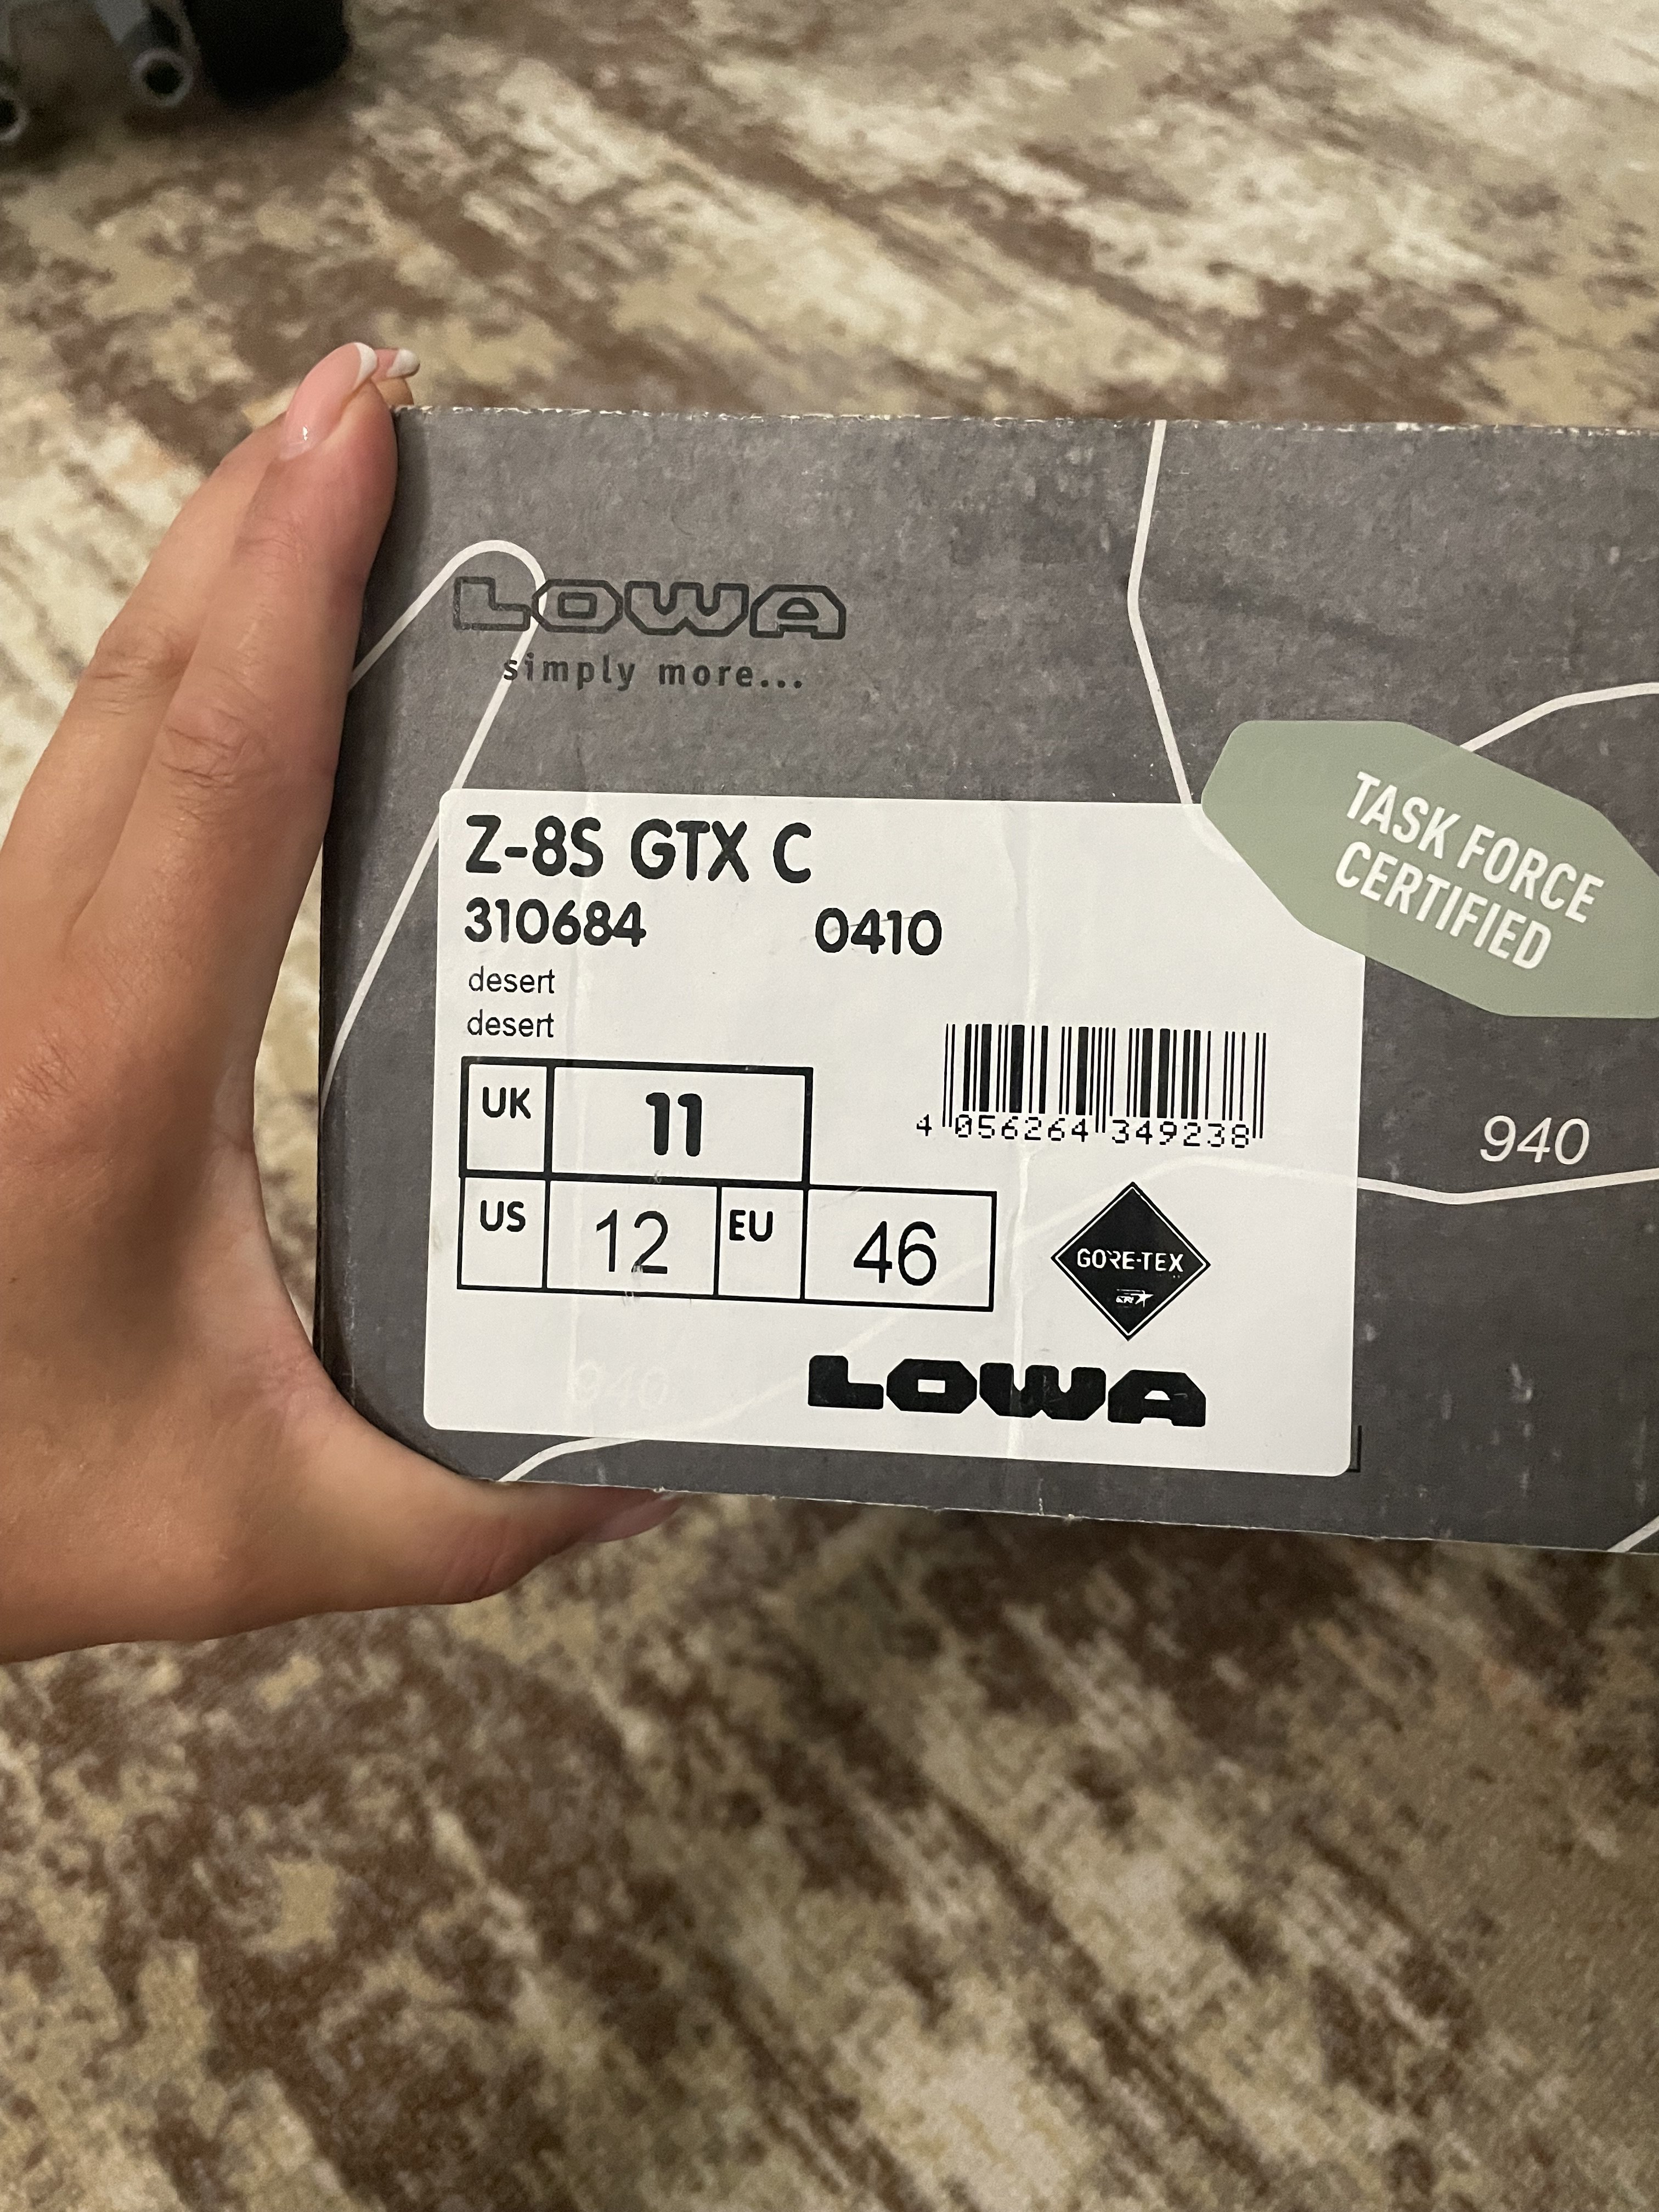 LOWA
simply more...
TASK FORCE
CERTIFIED
Z-8S GTX C
310684 0410
desert
desert
UK 11
4 056264 349238
940
US 12 EU 46
GORE-TEX
940
LOWA